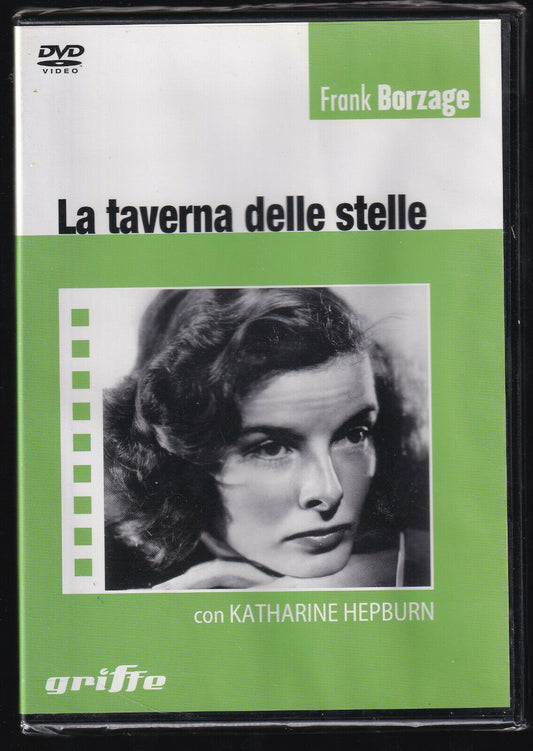 DVD
VIDEO
Frank Borzage
La taverna delle stelle
con KATHARINE HEPBURN
griffe